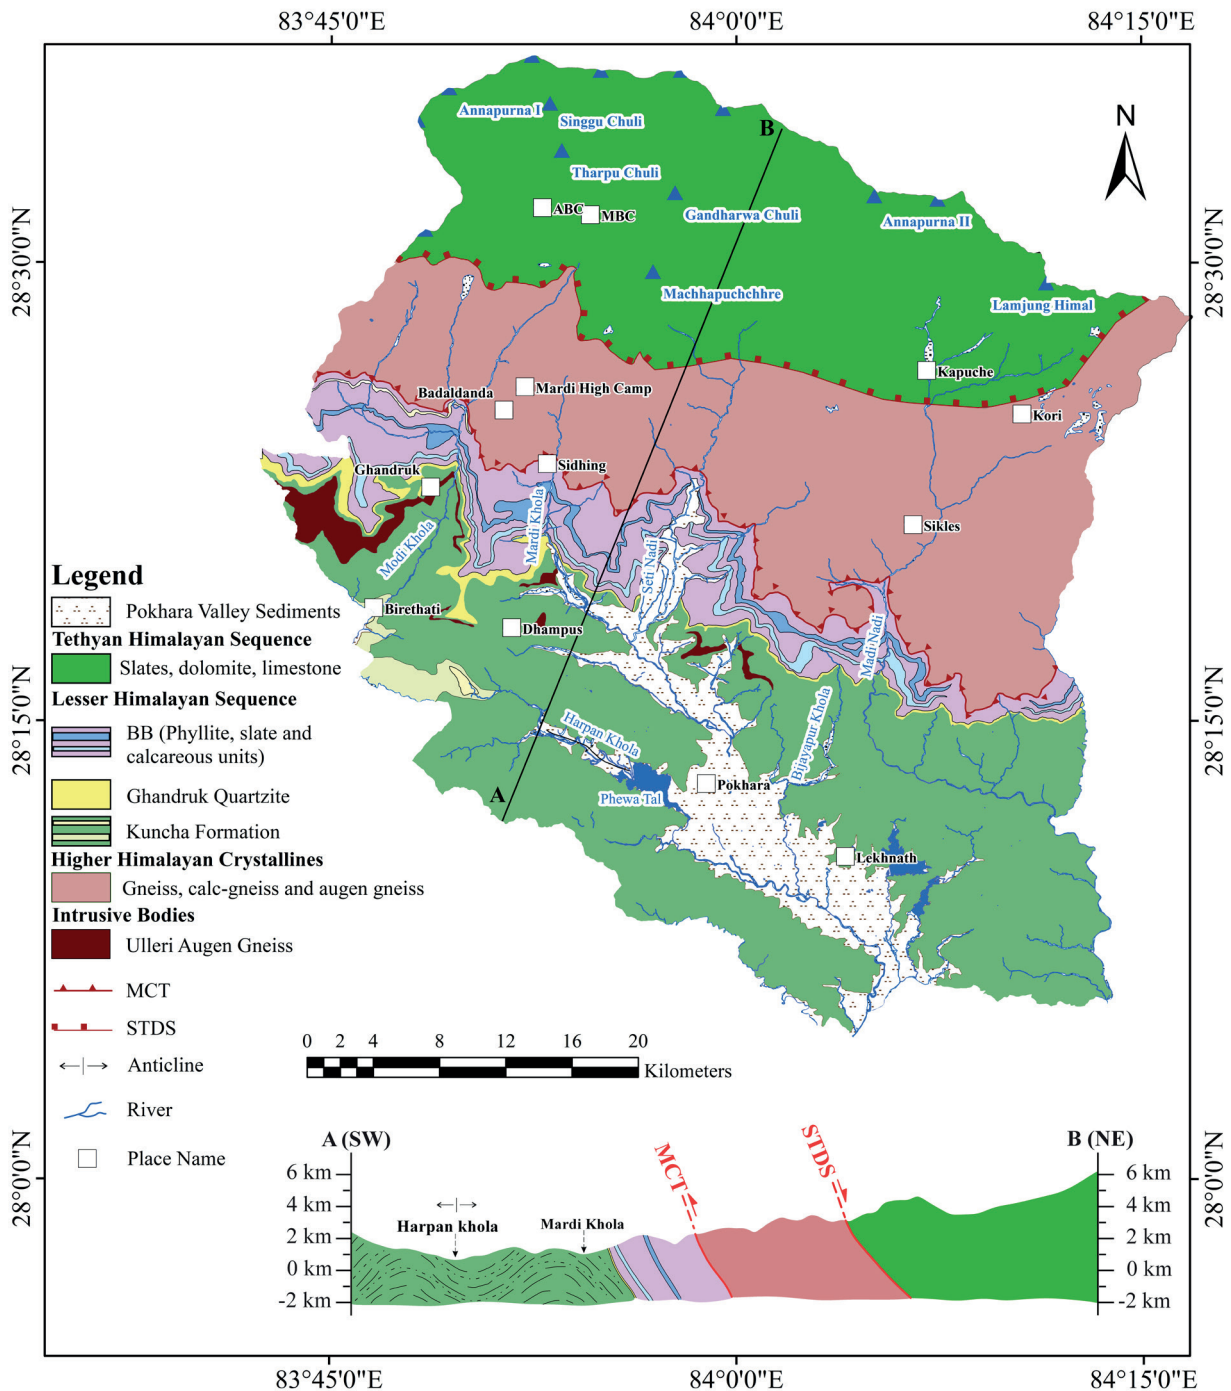 83°45'0"E 84°0'0"E 84°15'0"E
N
B
Annapurna I
Singgu Chuli
Tharpu Chuli
ABC
MBC
Gandharwa Chuli
Annapurna II
28°30'0"N
28°30'0"N
Machhapuchchhre
Lamjung Himal
Kapuche
Mardi High Camp
Badaldanda
Kori
Sidhing
Ghandruk
Mardi Khola
Sikles
Modi Khola
Seti Nadi
Birethati
Dhampus
Madi Nadi
28°15'0"N
28°15'0"N
Harpan Khola
Bijayapur Khola
A
Phewa Tal
Pokhara
Lekhnath
Legend
Pokhara Valley Sediments
Tethyan Himalayan Sequence
Slates, dolomite, limestone
Lesser Himalayan Sequence
BB (Phyllite, slate and
calcareous units)
Ghandruk Quartzite
Kuncha Formation
Higher Himalayan Crystallines
Gneiss, calc-gneiss and augen gneiss
Intrusive Bodies
Ulleri Augen Gneiss
MCT
STDS
Anticline
River
Place Name
0 2 4 8 12 16 20
Kilometers
A (SW)
B (NE)
MCT
STDS
28°0'0"N
28°0'0"N
6 km
4 km
2 km
0 km
-2 km
Harpan khola
Mardi Khola
6 km
4 km
2 km
0 km
-2 km
83°45'0"E 84°0'0"E 84°15'0"E